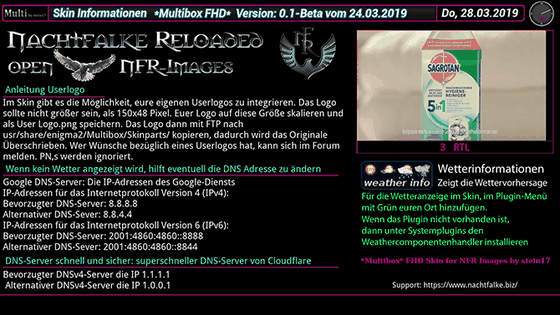 Multi
Skin Informationen *Multibox FHD* Version: 0.1-Beta vom 24.03.2019
Do, 28.03.2019
Nachtfalke Reloaded
open NFR-Images
NFR
Anleitung Userlogo
Im Skin gibt es die Möglichkeit, eure eigenen Userlogos zu integrieren. Das Logo
sollte nicht größer sein, als 150x48 Pixel. Euer Logo auf diese Größe skalieren und
als User Logo.png speichern. Das Logo dann mit FTP nach
usr/share/enigma2/Multibox/Skinparts/ kopieren, dadurch wird das Originale
Überschrieben. Wer Wünsche bezüglich eines Userlogos hat, kann sich im Forum
melden. PN,s werden ignoriert.
Wenn kein Wetter angezeigt wird, hilft eventuell die DNS Adresse zu ändern
Google DNS-Server: Die IP-Adressen des Google-Diensts
IP-Adressen für das Internetprotokoll Version 4 (IPv4):
Bevorzugter DNS-Sever: 8.8.8.8
Alternativer DNS-Server: 8.8.4.4
IP-Adressen für das Internetprotokoll Version 6 (IPv6):
Bevorzugter DNS-Sever: 2001:4860:4860::8888
Alternativer DNS-Sever: 2001:4860:4860::8844
DNS-Server schnell und sicher: superschneller DNS-Server von Cloudflare
Bevorzugter DNSv4-Server die IP 1.1.1.1
Alternativer DNSv4-Server die IP 1.0.0.1
SAGROTAN
HYGIENE-
REINIGER
5in1
3 RTL
weather info
Wetterinformationen
Zeigt die Wettervorhersage
Für die Wetteranzeige im Skin, im Plugin-Menü
mit Grün euren Ort hinzufügen.
Wenn das Plugin nicht vorhanden ist,
dann unter Systemplugins den
Weathercomponentenhandler installieren
*Multibox* FHD Skin for NFR Images by stein17
Support: https://www.nachtfalke.biz/